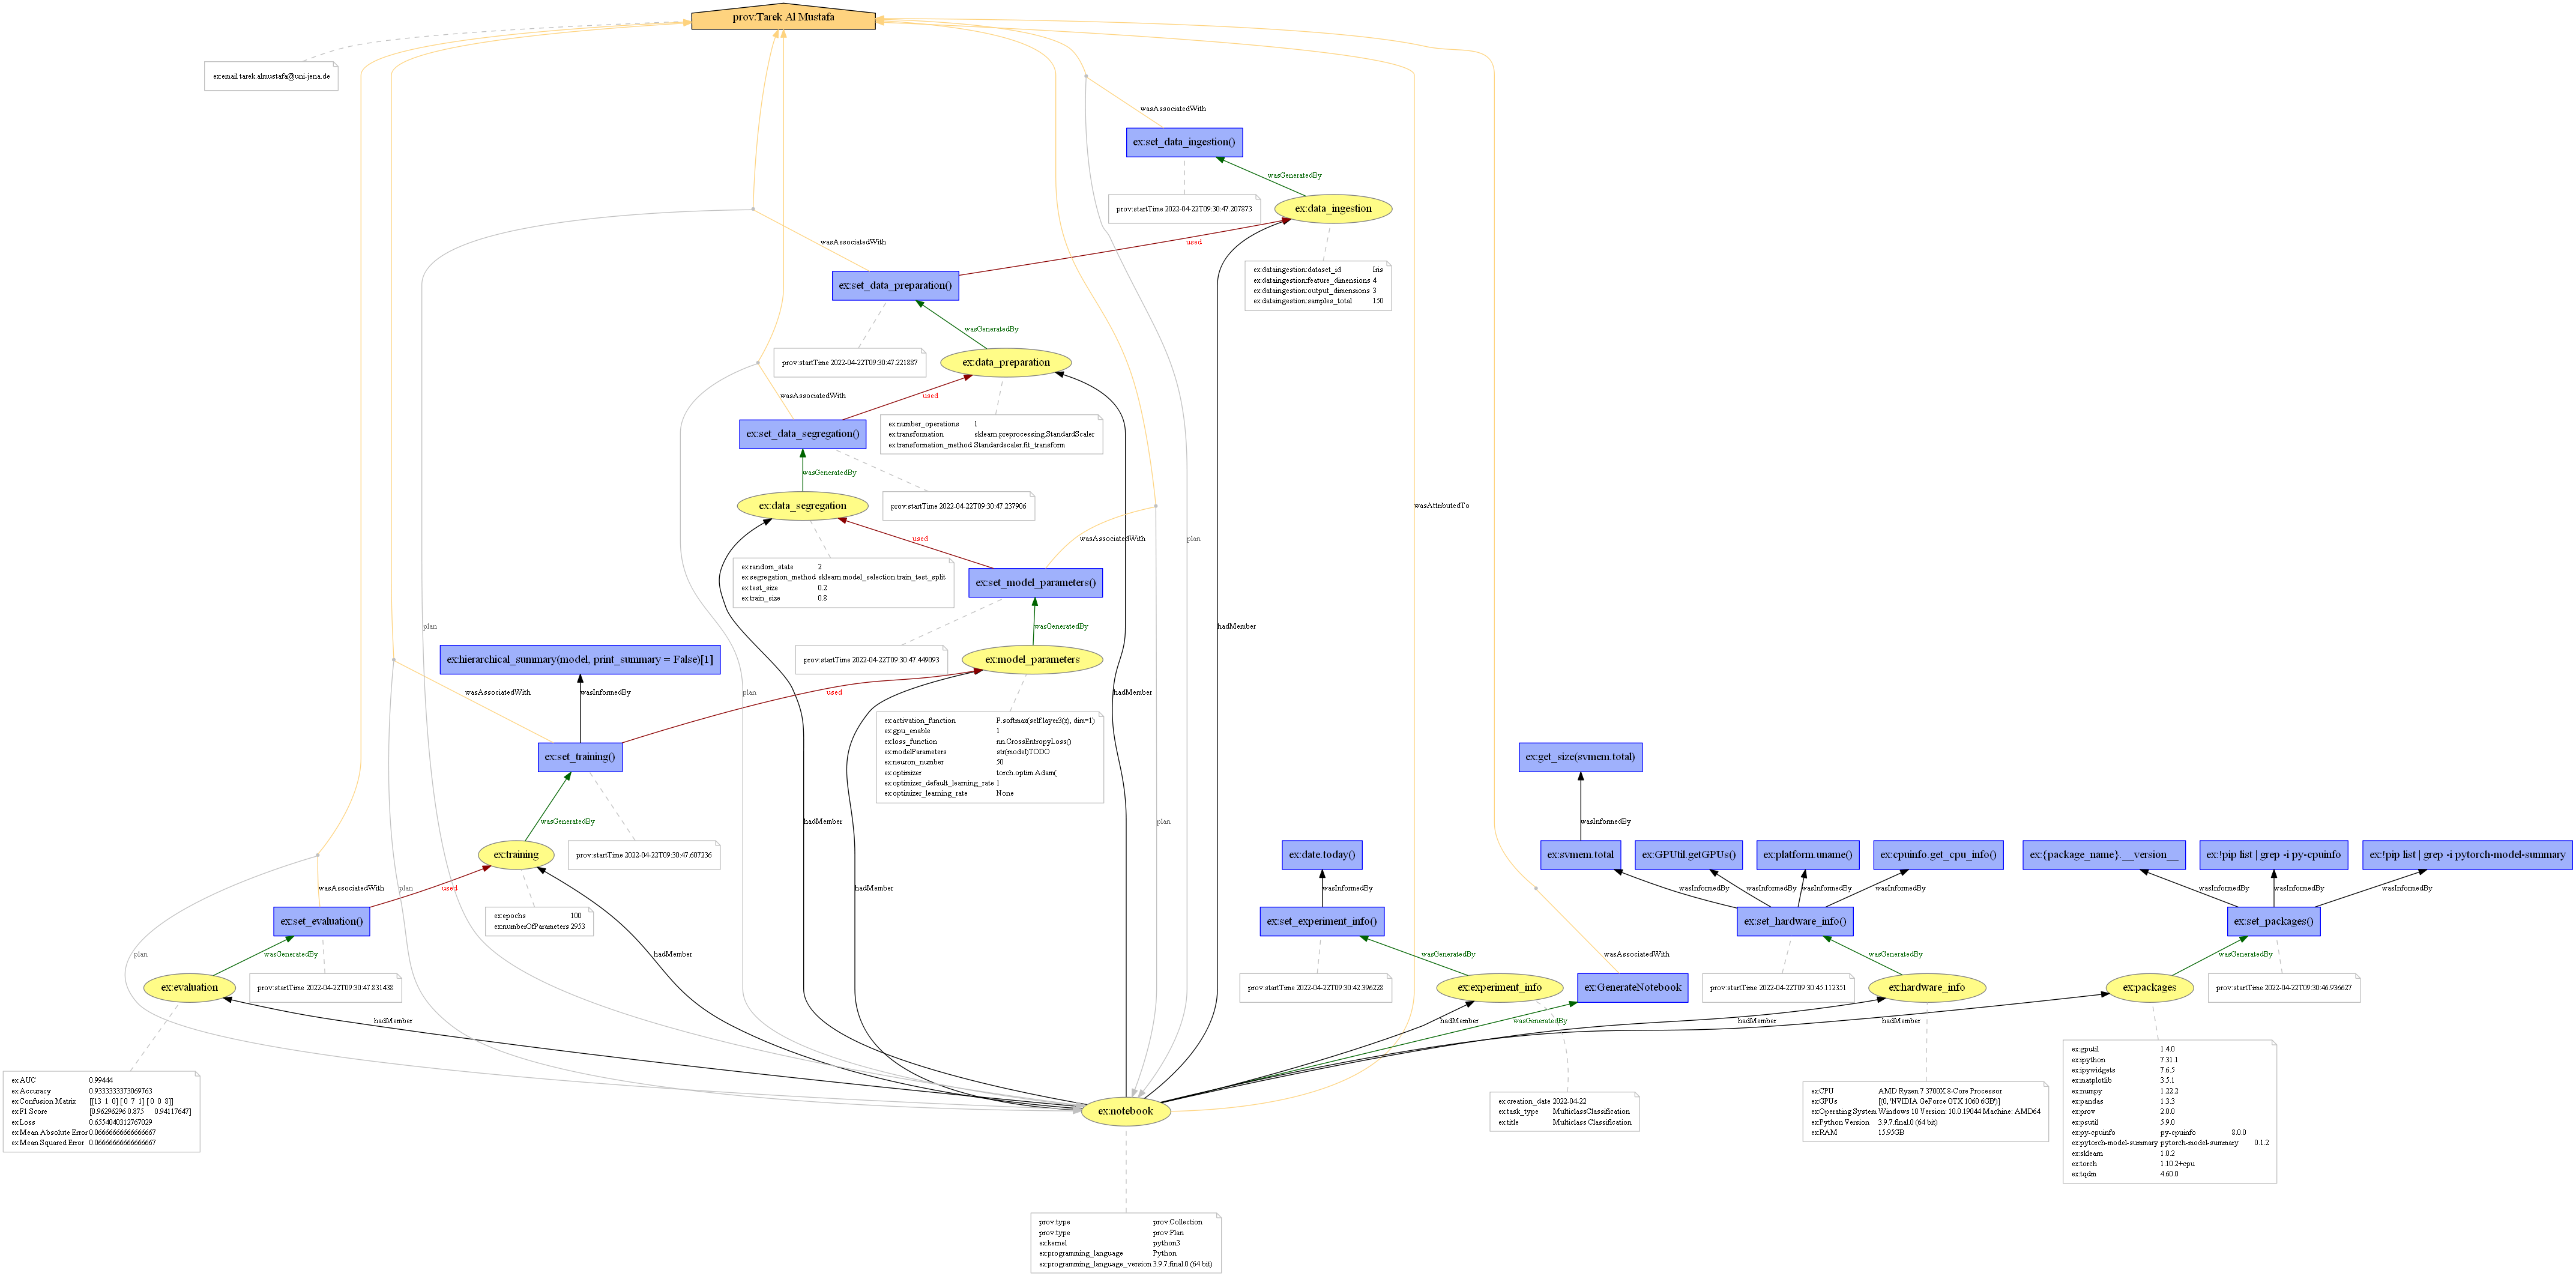 prov:Tarek Al Mustafa
ex:email tarek.almustafa@uni-jena.de
wasAssociatedWith
ex:set_data_ingestion()
wasGeneratedBy
prov:startTime 2022-04-22T09:30:47.207873
ex:data_ingestion
wasAssociatedWith
used
ex:dataingestion:dataset_id Iris
ex:dataingestion:feature_dimensions 4
ex:dataingestion:output_dimensions 3
ex:dataingestion:samples_total 150
ex:set_data_preparation()
wasGeneratedBy
prov:startTime 2022-04-22T09:30:47.221887
ex:data_preparation
wasAssociatedWith
used
ex:number_operations 1
ex:transformation sklearn.preprocessing.StandardScaler
ex:transformation_method Standardscaler.fit_transform
ex:set_data_segregation()
wasGeneratedBy
prov:startTime 2022-04-22T09:30:47.237906
ex:data_segregation
wasAttributedTo
used
wasAssociatedWith
plan
ex:random_state 2
ex:segregation_method sklearn.model_selection.train_test_split
ex:test_size 0.2
ex:train_size 0.8
ex:set_model_parameters()
plan
wasGeneratedBy
hadMember
prov:startTime 2022-04-22T09:30:47.449093
ex:hierarchical_summary(model, print_summary = False)[1]
ex:model_parameters
wasAssociatedWith
wasInformedBy
plan
used
hadMember
ex:activation_function F.softmax(self.layer3(x), dim=1)
ex:gpu_enable 1
ex:loss_function nn.CrossEntropyLoss()
ex:modelParameters str(model)TODO
ex:neuron_number 50
ex:optimizer torch.optim.Adam(
ex:optimizer_default_learning_rate 1
ex:optimizer_learning_rate None
ex:set_training()
ex:get_size(svmem.total)
wasGeneratedBy
hadMember
plan
wasInformedBy
ex:training
prov:startTime 2022-04-22T09:30:47.607236
ex:date.today()
ex:svmem.total
ex:GPUtil.getGPUs()
ex:platform.uname()
ex:cpuinfo.get_cpu_info()
ex:{package_name}.__version__
ex:!pip list | grep -i py-cpuinfo
ex:!pip list | grep -i pytorch-model-summary
wasAssociatedWith
plan
used
hadMember
wasInformedBy
wasInformedBy
wasInformedBy
wasInformedBy
wasInformedBy
wasInformedBy
wasInformedBy
wasInformedBy
ex:set_evaluation()
ex:epochs 100
ex:numberOfParameters 2953
ex:set_experiment_info()
ex:set_hardware_info()
ex:set_packages()
plan
wasGeneratedBy
hadMember
wasGeneratedBy
wasAssociatedWith
wasGeneratedBy
wasGeneratedBy
ex:evaluation
prov:startTime 2022-04-22T09:30:47.831438
prov:startTime 2022-04-22T09:30:42.396228
ex:experiment_info
ex:GenerateNotebook
prov:startTime 2022-04-22T09:30:45.112351
ex:hardware_info
ex:packages
prov:startTime 2022-04-22T09:30:46.936627
hadMember
hadMember
wasGeneratedBy
hadMember
hadMember
ex:AUC 0.99444
ex:Accuracy 0.9333333373069763
ex:Confusion Matrix [[13 1 0] [ 0 7 1] [ 0 0 8]]
ex:F1 Score [0.96296296 0.875 0.94117647]
ex:Loss 0.6554040312767029
ex:Mean Absolute Error 0.06666666666666667
ex:Mean Squared Error 0.06666666666666667
ex:notebook
ex:creation_date 2022-04-22
ex:task_type MulticlassClassification
ex:title Multiclass Classification
ex:CPU AMD Ryzen 7 3700X 8-Core Processor
ex:GPUs [(0, 'NVIDIA GeForce GTX 1060 6GB')]
ex:Operating System Windows 10 Version: 10.0.19044 Machine: AMD64
ex:Python Version 3.9.7.final.0 (64 bit)
ex:RAM 15.95GB
ex:gputil 1.4.0
ex:ipython 7.31.1
ex:ipywidgets 7.6.5
ex:matplotlib 3.5.1
ex:numpy 1.22.2
ex:pandas 1.3.3
ex:prov 2.0.0
ex:psutil 5.9.0
ex:py-cpuinfo py-cpuinfo 8.0.0
ex:pytorch-model-summary pytorch-model-summary 0.1.2
ex:sklearn 1.0.2
ex:torch 1.10.2+cpu
ex:tqdm 4.60.0
prov:type prov:Collection
prov:type prov:Plan
ex:kernel python3
ex:programming_language Python
ex:programming_language_version 3.9.7.final.0 (64 bit)